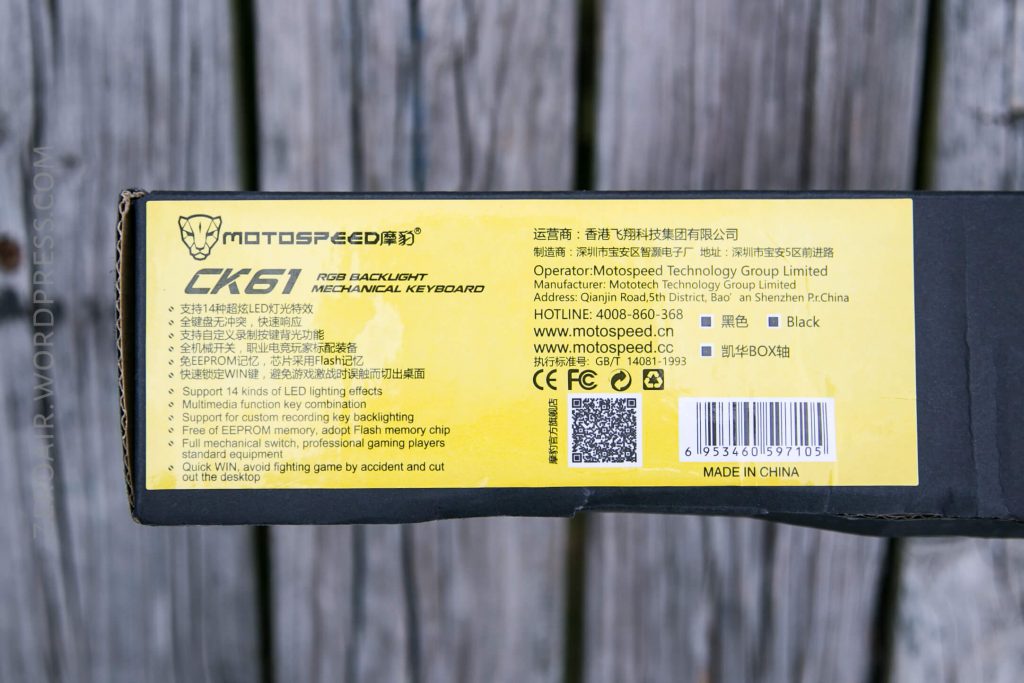 MOTOSPEED摩豹®
CK61 RGB BACKLIGHT
MECHANICAL KEYBOARD
支持14种超炫LED灯光特效
全键盘无冲突，快速响应
支持自定义录制按键背光功能
全机械开关，职业电竞玩家标配装备
免EEPROM记忆，芯片采用Flash记忆
快速锁定WIN键，避免游戏激战时误触而切出桌面
Support 14 kinds of LED lighting effects
Multimedia function key combination
Support for custom recording key backlighting
Free of EEPROM memory, adopt Flash memory chip
Full mechanical switch, professional gaming players
standard equipment
Quick WIN, avoid fighting game by accident and cut
out the desktop
运营商：香港飞翔科技集团有限公司
制造商：深圳市宝安区智灏电子厂 地址：深圳市宝安5区前进路
Operator:Motospeed Technology Group Limited
Manufacturer: Mototech Technology Group Limited
Address: Qianjin Road,5th District, Bao'an Shenzhen P.r.China
HOTLINE: 4008-860-368
www.motospeed.cn
www.motospeed.cc
执行标准号: GB/T 14081-1993
黑色 Black
凯华BOX轴
CE FC
摩豹官方旗舰店
6 953460 597105
MADE IN CHINA
ZEROAIR.WORDPRESS.COM